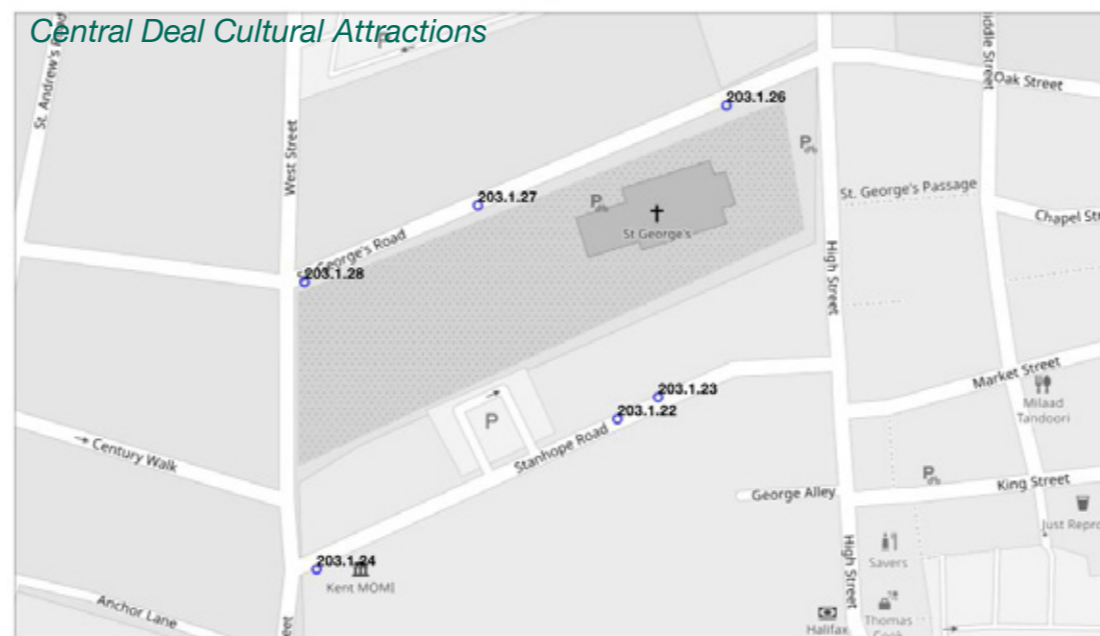 Central Deal Cultural Attractions
P
St. Andrew's
West Street
203.1.26
iddle Street
Oak Street
P
P
203.1.27
St. George's Passage
St George's
Chapel St
George's Road
203.1.28
High Street
203.1.23
203.1.22
Market Street
Milaad
Tandoori
P
Stanhope Road
Century Walk
P
King Street
George Alley
Just Repro
High Street
Savers
203.1.24
Kent MOMI
Anchor Lane
eet
Halifax
Thomas
Cook